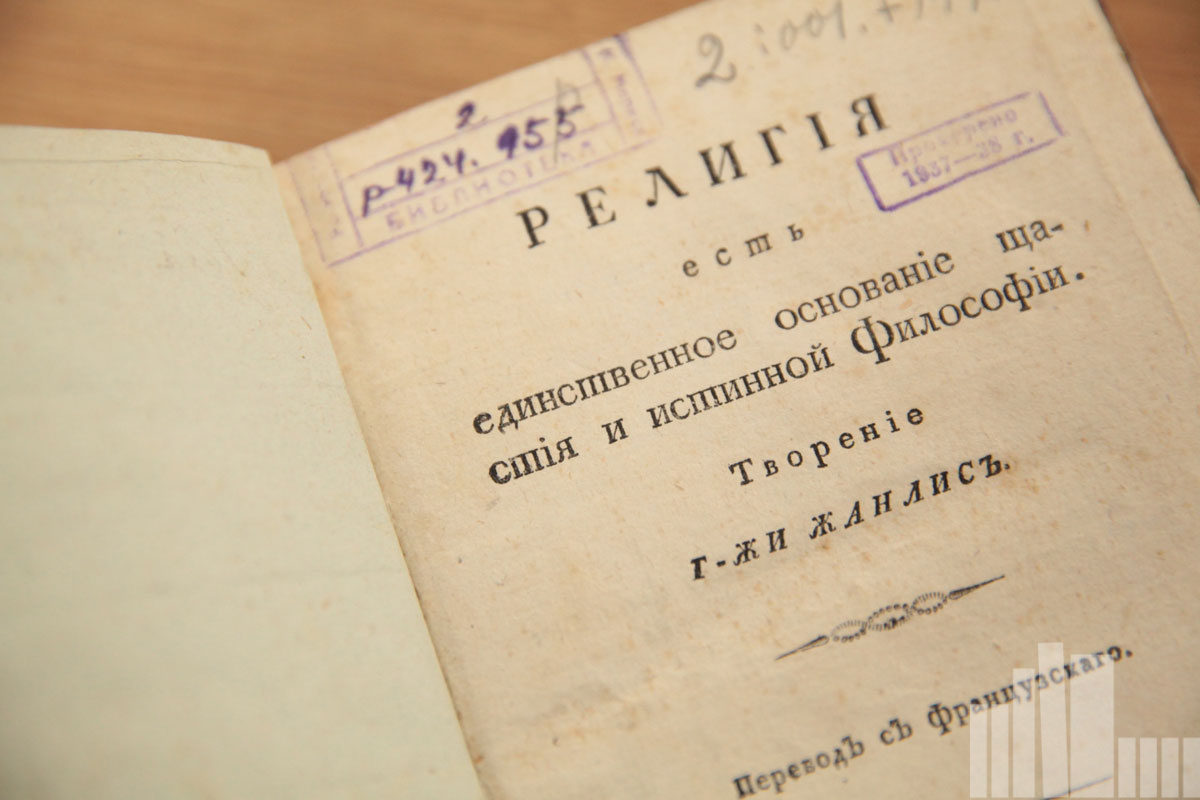 2
р424.955
БИБЛИОТЕКА
2
Проверено
1937—38 г.
РЕЛИГІЯ
есть
единственное основаніе ща-
стія и истинной Философіи.
Твореніе
г-жи ЖАНЛИСЪ.
Переводъ съ Французскаго.